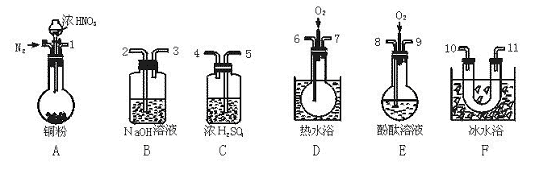 浓HNO₃
N₂ 1
2 3
4 5
O₂
6 7
O₂
8 9
10 11
铜粉
NaOH溶液
浓H₂SO₄
热水浴
酚酞溶液
冰水浴
A B C D E F